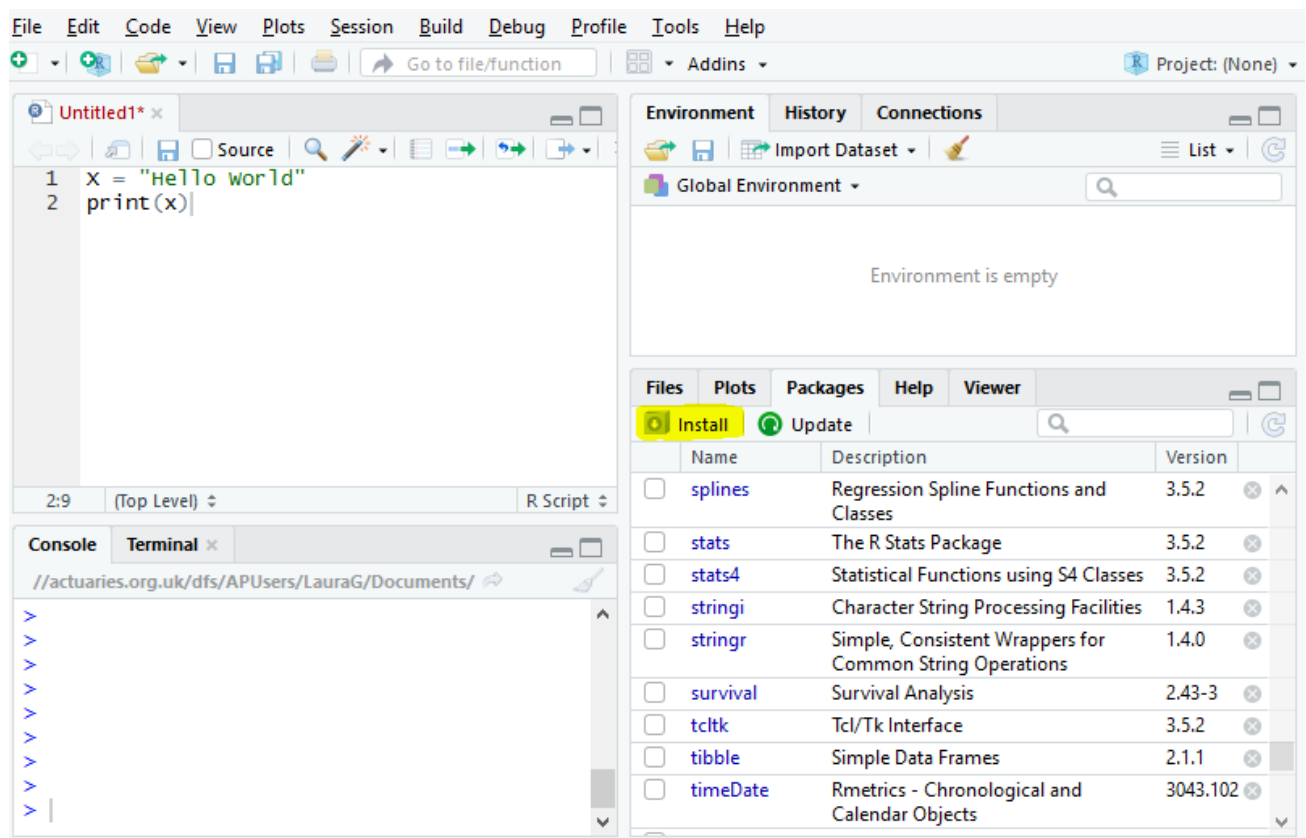 File Edit Code View Plots Session Build Debug Profile Tools Help
Go to file/function Addins Project: (None)
Untitled1*
Source
1 X = "Hello World"
2 print(x)
2:9 (Top Level) R Script
Console Terminal
//actuaries.org.uk/dfs/APUsers/LauraG/Documents/
>
>
>
>
>
>
>
>
>
Environment History Connections
Import Dataset List
Global Environment
Environment is empty
Files Plots Packages Help Viewer
Install Update
Name Description Version
splines Regression Spline Functions and 3.5.2
Classes
stats The R Stats Package 3.5.2
stats4 Statistical Functions using S4 Classes 3.5.2
stringi Character String Processing Facilities 1.4.3
stringr Simple, Consistent Wrappers for 1.4.0
Common String Operations
survival Survival Analysis 2.43-3
tcltk Tcl/Tk Interface 3.5.2
tibble Simple Data Frames 2.1.1
timeDate Rmetrics - Chronological and 3043.102
Calendar Objects